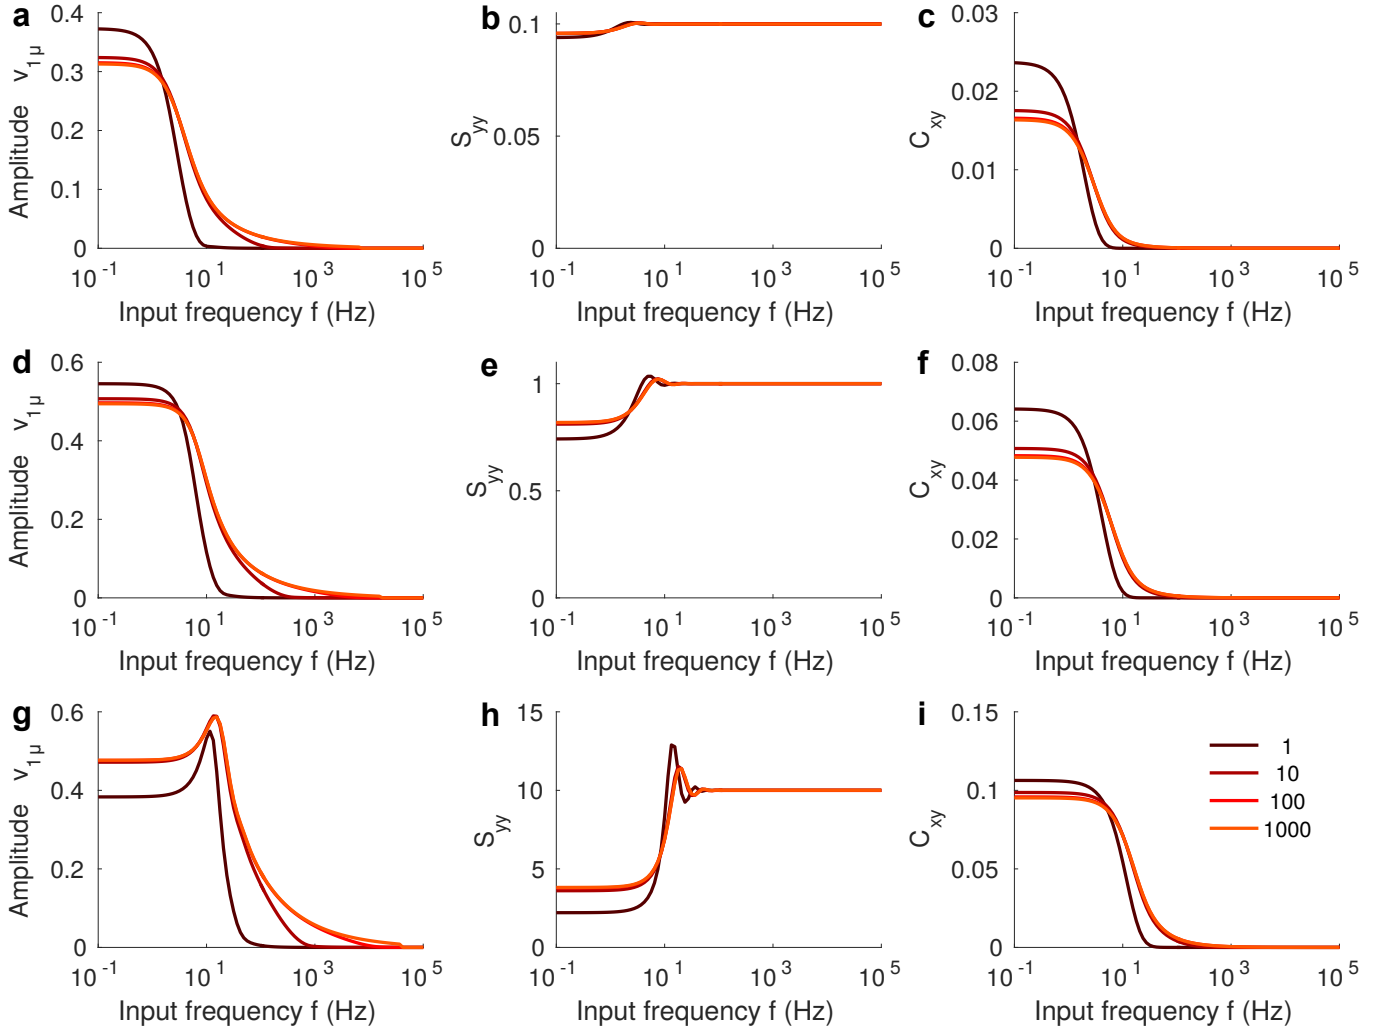 a
0.4
0.3
0.2
0.1
0
Amplitude v1μ
10-1 101 103 105
Input frequency f (Hz)
b
0.1
0.05
0
Syy
10-1 101 103 105
Input frequency f (Hz)
c
0.03
0.02
0.01
0
Cxy
10-1 101 103 105
Input frequency f (Hz)
d
0.6
0.4
0.2
0
Amplitude v1μ
10-1 101 103 105
Input frequency f (Hz)
e
1
0.5
0
Syy
10-1 101 103 105
Input frequency f (Hz)
f
0.08
0.06
0.04
0.02
0
Cxy
10-1 101 103 105
Input frequency f (Hz)
g
0.6
0.4
0.2
0
Amplitude v1μ
10-1 101 103 105
Input frequency f (Hz)
h
15
10
5
0
Syy
10-1 101 103 105
Input frequency f (Hz)
i
0.15
0.1
0.05
0
Cxy
1
10
100
1000
10-1 101 103 105
Input frequency f (Hz)